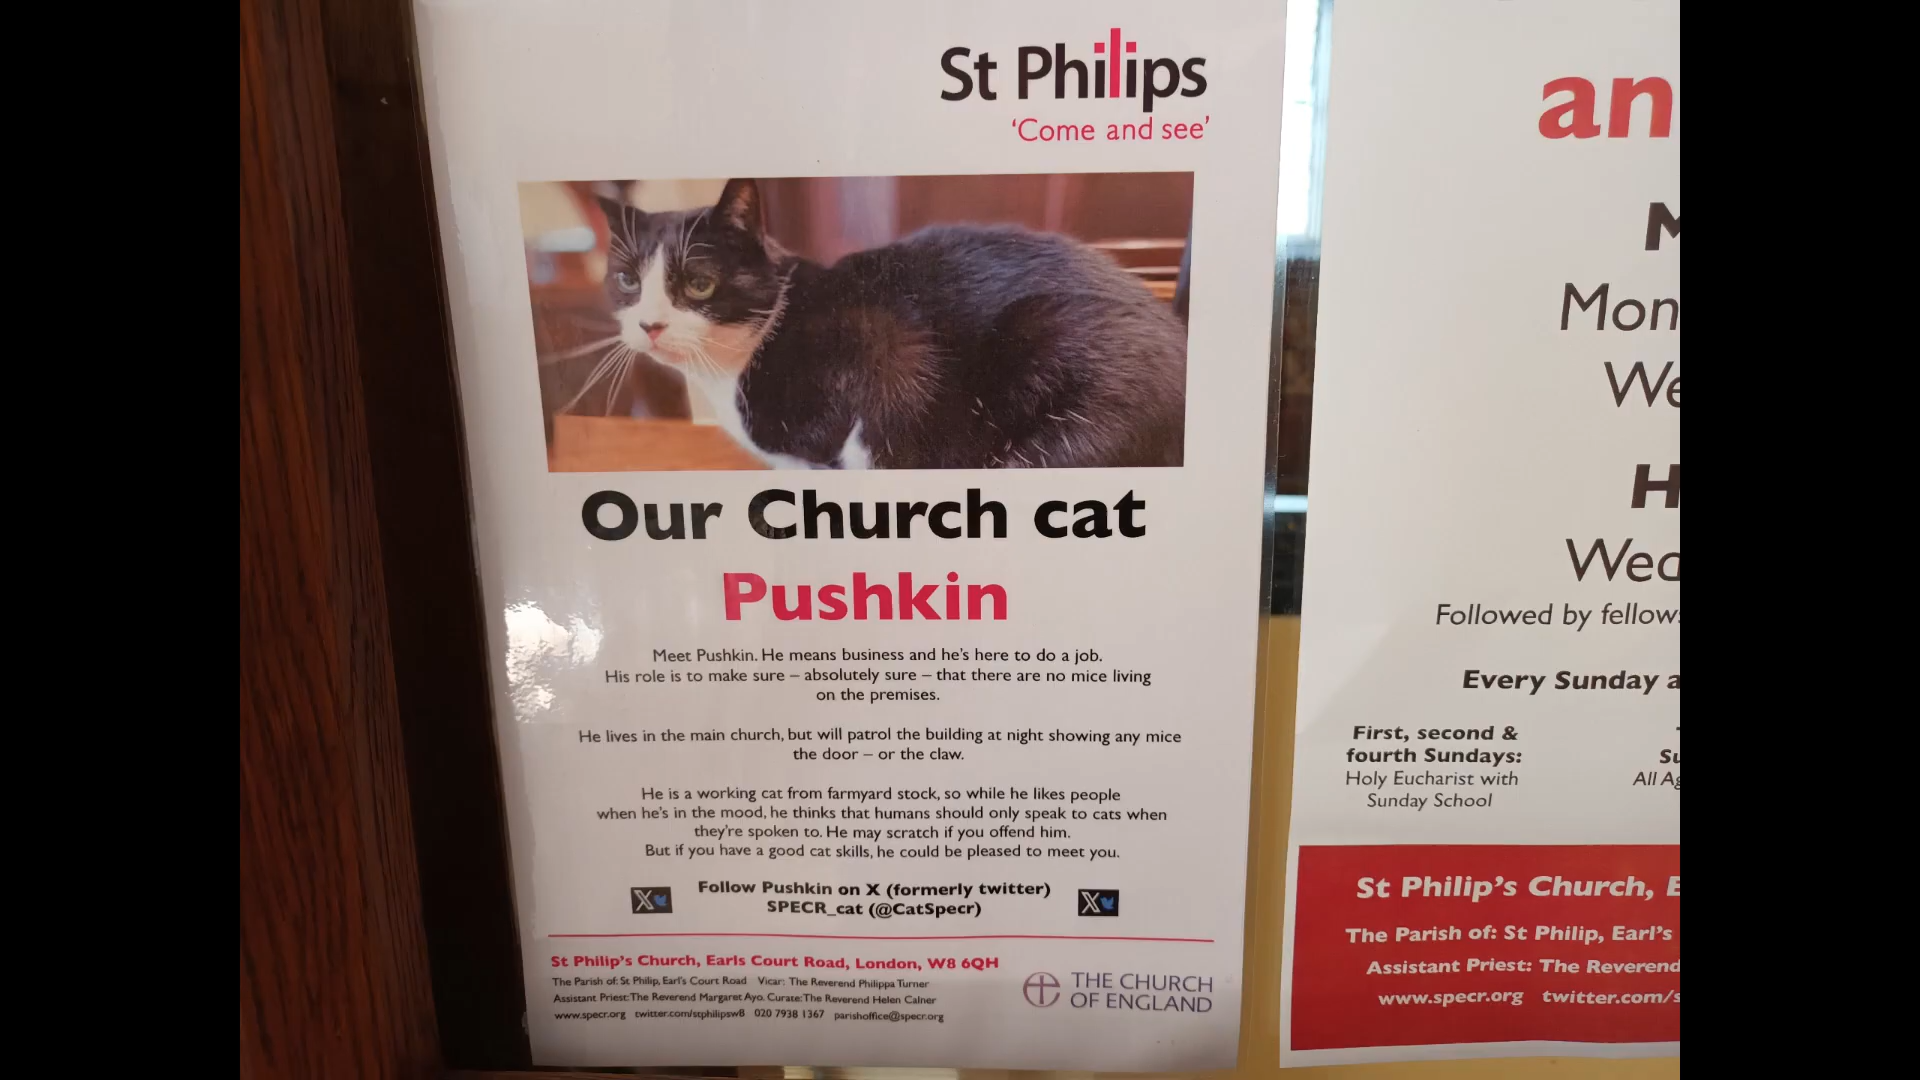 St Philips
‘Come and see’
Our Church cat
Pushkin
Meet Pushkin. He means business and he's here to do a job.
His role is to make sure – absolutely sure – that there are no mice living
on the premises.
He lives in the main church, but will patrol the building at night showing any mice
the door – or the claw.
He is a working cat from farmyard stock, so while he likes people
when he's in the mood, he thinks that humans should only speak to cats when
they're spoken to. He may scratch if you offend him.
But if you have a good cat skills, he could be pleased to meet you.
Follow Pushkin on X (formerly twitter)
SPECR_cat (@CatSpecr)
St Philip's Church, Earls Court Road, London, W8 6QH
The Parish of: St Philip, Earl's Court Road Vicar: The Reverend Philippa Turner
Assistant Priest: The Reverend Margaret Ayo. Curate: The Reverend Helen Calner
www.specr.org twitter.com/stphilipsw8 020 7938 1367 parishoffice@specr.org
THE CHURCH
OF ENGLAND
an
M
Mon
We
H
Wed
Followed by fellows
Every Sunday a
First, second &
fourth Sundays:
Holy Eucharist with
Sunday School
Su
All Ag
St Philip's Church, E
The Parish of: St Philip, Earl's
Assistant Priest: The Reverend
www.specr.org twitter.com/s